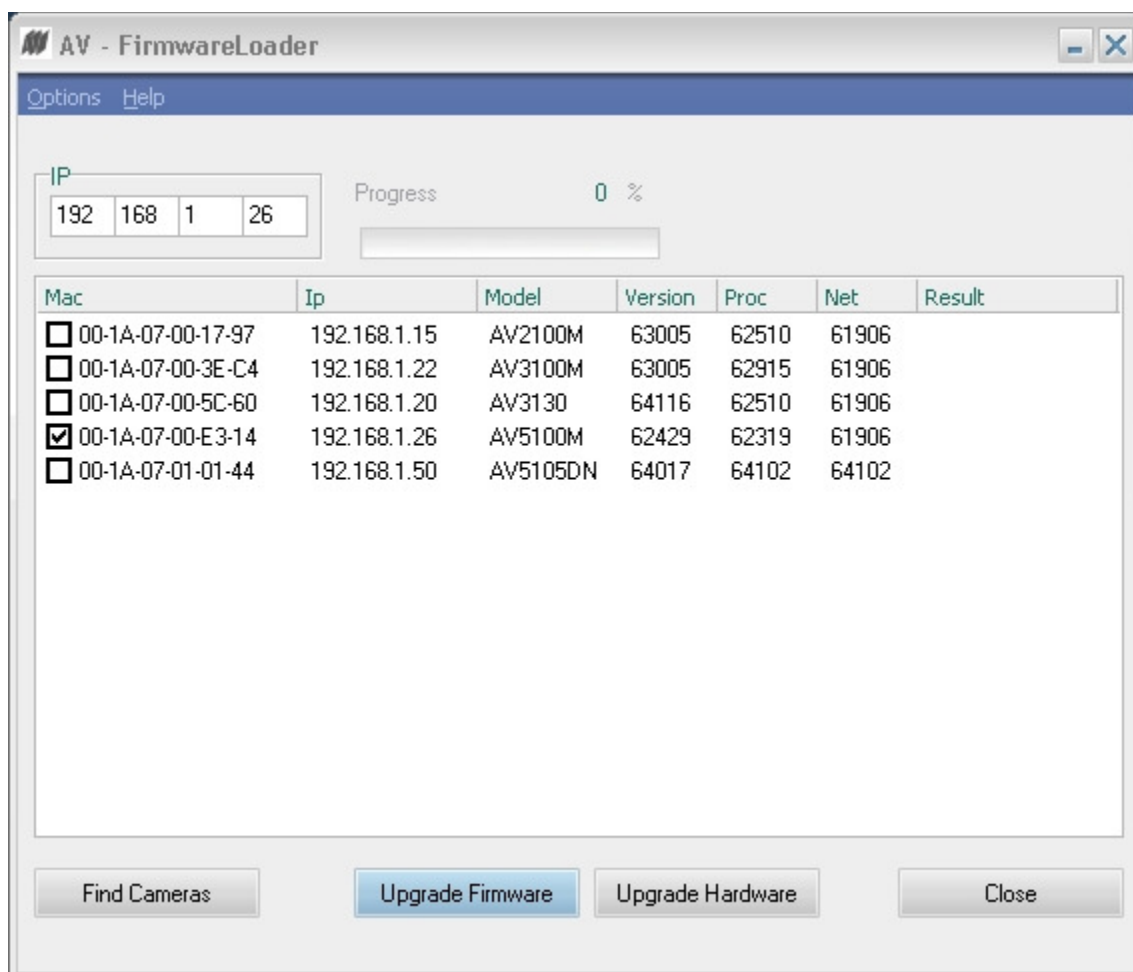 AV - FirmwareLoader
Options Help
IP
192 168 1 26
Progress 0 %
Mac Ip Model Version Proc Net Result
00-1A-07-00-17-97 192.168.1.15 AV2100M 63005 62510 61906
00-1A-07-00-3E-C4 192.168.1.22 AV3100M 63005 62915 61906
00-1A-07-00-5C-60 192.168.1.20 AV3130 64116 62510 61906
00-1A-07-00-E3-14 192.168.1.26 AV5100M 62429 62319 61906
00-1A-07-01-01-44 192.168.1.50 AV5105DN 64017 64102 64102
Find Cameras Upgrade Firmware Upgrade Hardware Close